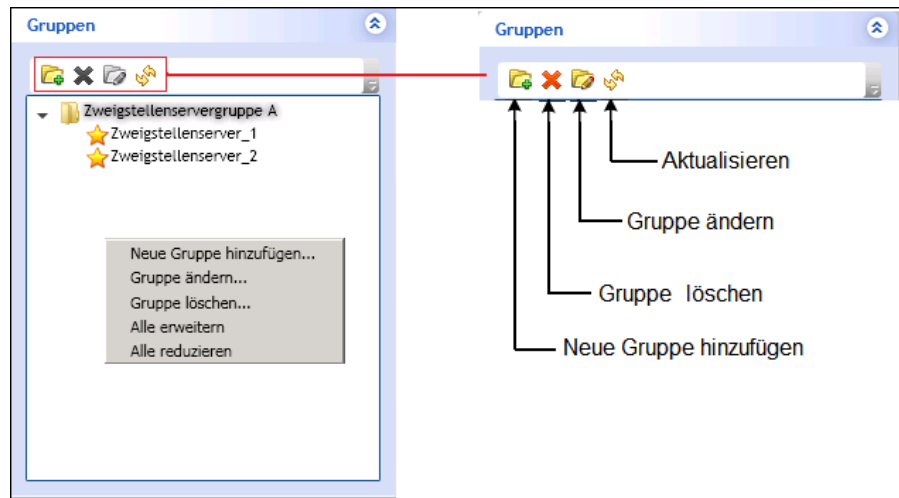 Gruppen
Zweigstellenservergruppe A
Zweigstellenserver_1
Zweigstellenserver_2
Neue Gruppe hinzufügen...
Gruppe ändern...
Gruppe löschen...
Alle erweitern
Alle reduzieren
Gruppen
Aktualisieren
Gruppe ändern
Gruppe löschen
Neue Gruppe hinzufügen